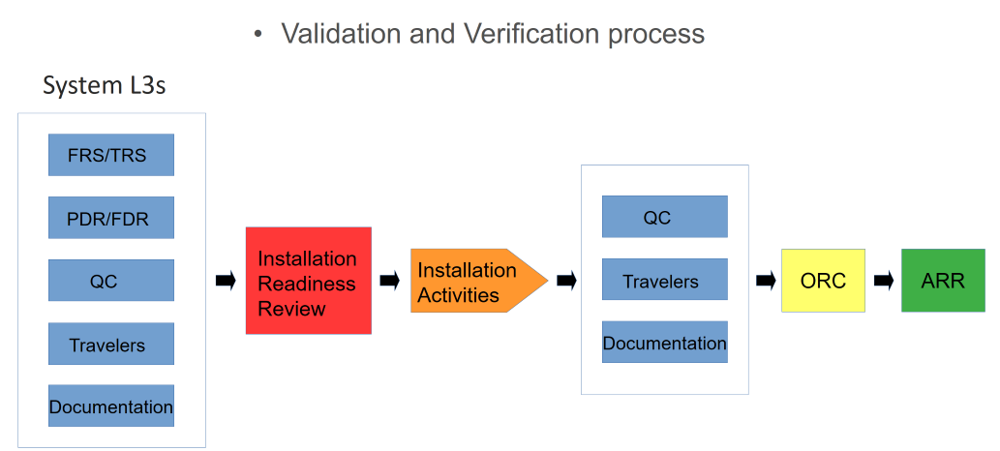 • Validation and Verification process
System L3s
FRS/TRS
PDR/FDR
QC
Travelers
Documentation
Installation
Readiness
Review
Installation
Activities
QC
Travelers
Documentation
ORC
ARR